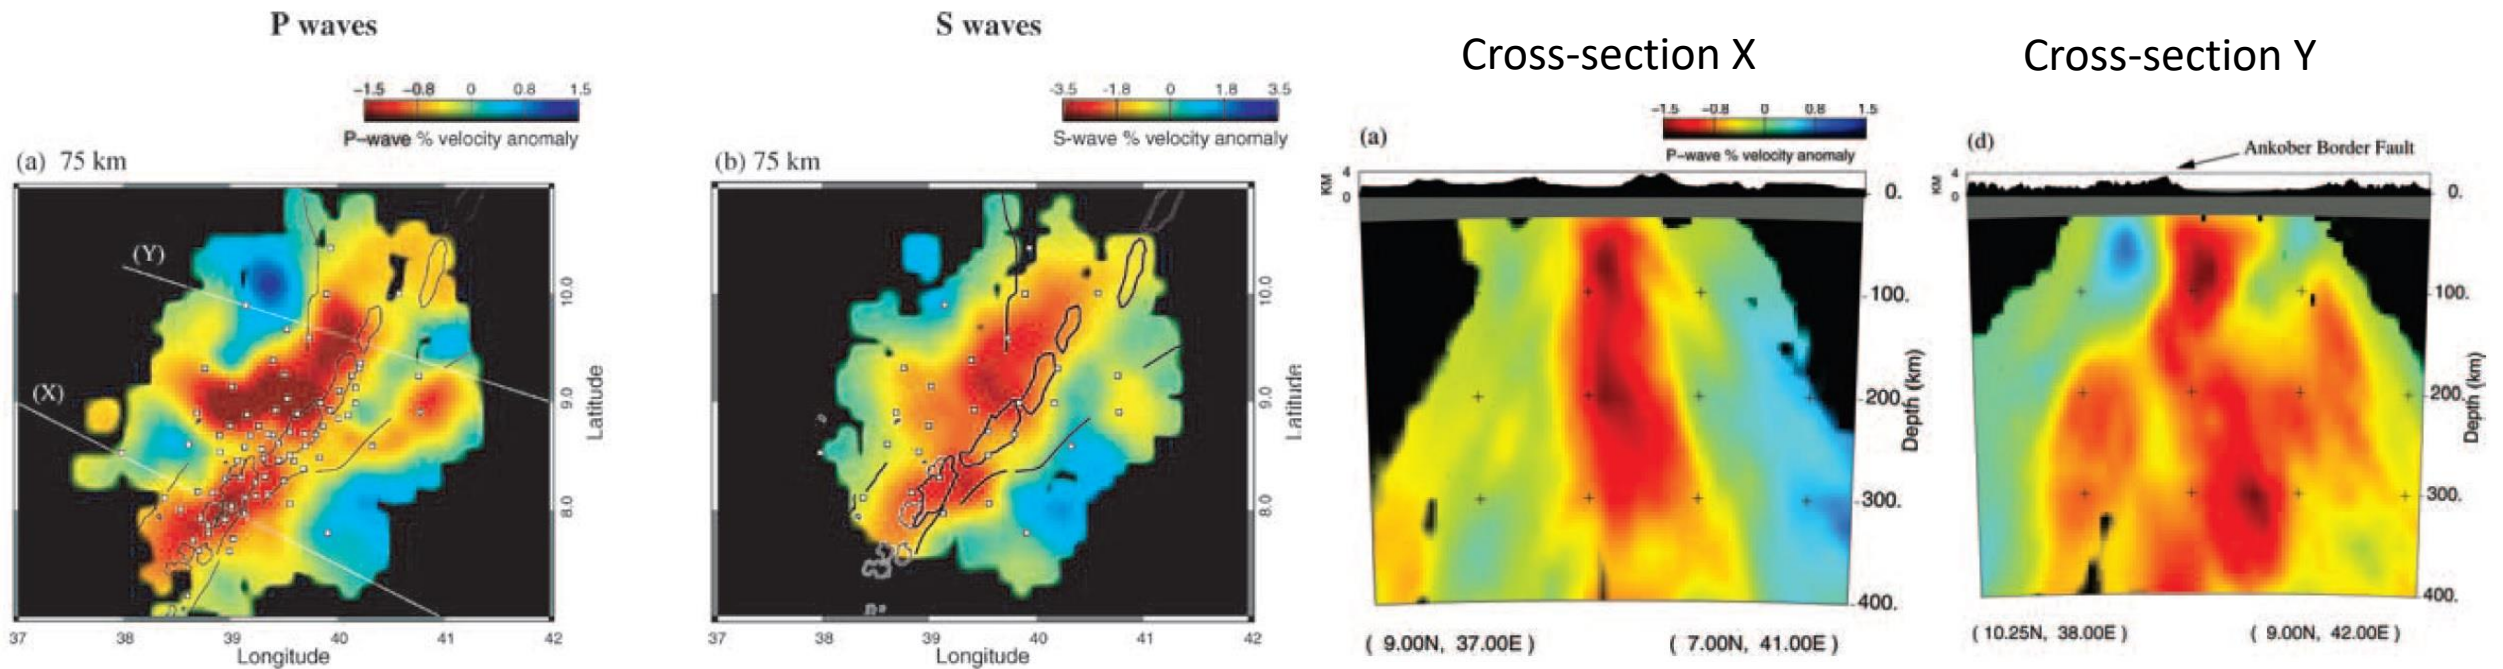 P waves
−1.5 −0.8 0 0.8 1.5
P−wave % velocity anomaly
(a) 75 km
(Y)
(X)
10.0
9.0
8.0
Latitude
37 38 39 40 41 42
Longitude
S waves
-3.5 -1.8 0 1.8 3.5
S-wave % velocity anomaly
(b) 75 km
10.0
9.0
8.0
Latitude
37 38 39 40 41 42
Longitude
Cross-section X
-1.5 -0.8 0 0.8 1.5
P-wave % velocity anomaly
(a)
KM
4
0
0.
100.
200.
300.
400.
Depth (km)
( 9.00N, 37.00E ) ( 7.00N, 41.00E )
Cross-section Y
(d)
Ankober Border Fault
KM
4
0
0.
100.
200.
300.
400.
Depth (km)
( 10.25N, 38.00E ) ( 9.00N, 42.00E )